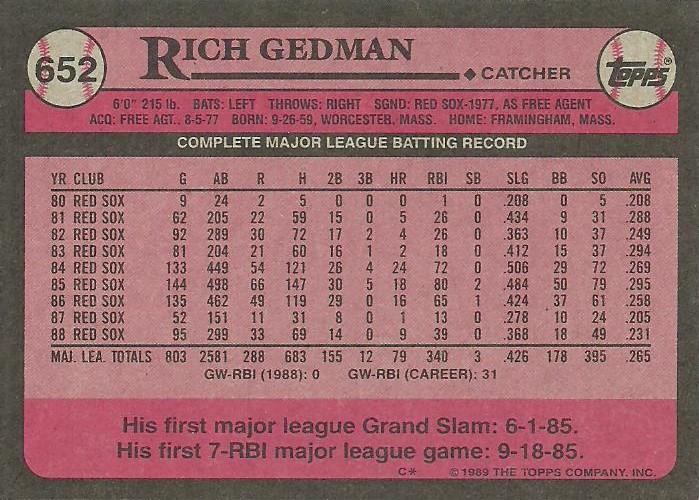 652
RICH GEDMAN
◆ CATCHER
TOPPS®
6'0" 215 lb. BATS: LEFT THROWS: RIGHT SGND: RED SOX-1977, AS FREE AGENT
ACQ: FREE AGT., 8-5-77 BORN: 9-26-59, WORCESTER, MASS. HOME: FRAMINGHAM, MASS.
COMPLETE MAJOR LEAGUE BATTING RECORD
YR CLUB G AB R H 2B 3B HR RBI SB SLG BB SO AVG
80 RED SOX 9 24 2 5 0 0 0 1 0 .208 0 5 .208
81 RED SOX 62 205 22 59 15 0 5 26 0 .434 9 31 .288
82 RED SOX 92 289 30 72 17 2 4 26 0 .363 10 37 .249
83 RED SOX 81 204 21 60 16 1 2 18 0 .412 15 37 .294
84 RED SOX 133 449 54 121 26 4 24 72 0 .506 29 72 .269
85 RED SOX 144 498 66 147 30 5 18 80 2 .484 50 79 .295
86 RED SOX 135 462 49 119 29 0 16 65 1 .424 37 61 .258
87 RED SOX 52 151 11 31 8 0 1 13 0 .278 10 24 .205
88 RED SOX 95 299 33 69 14 0 9 39 0 .368 18 49 .231
MAJ. LEA. TOTALS 803 2581 288 683 155 12 79 340 3 .426 178 395 .265
GW-RBI (1988): 0 GW-RBI (CAREER): 31
His first major league Grand Slam: 6-1-85.
His first 7-RBI major league game: 9-18-85.
C* © 1989 THE TOPPS COMPANY, INC.